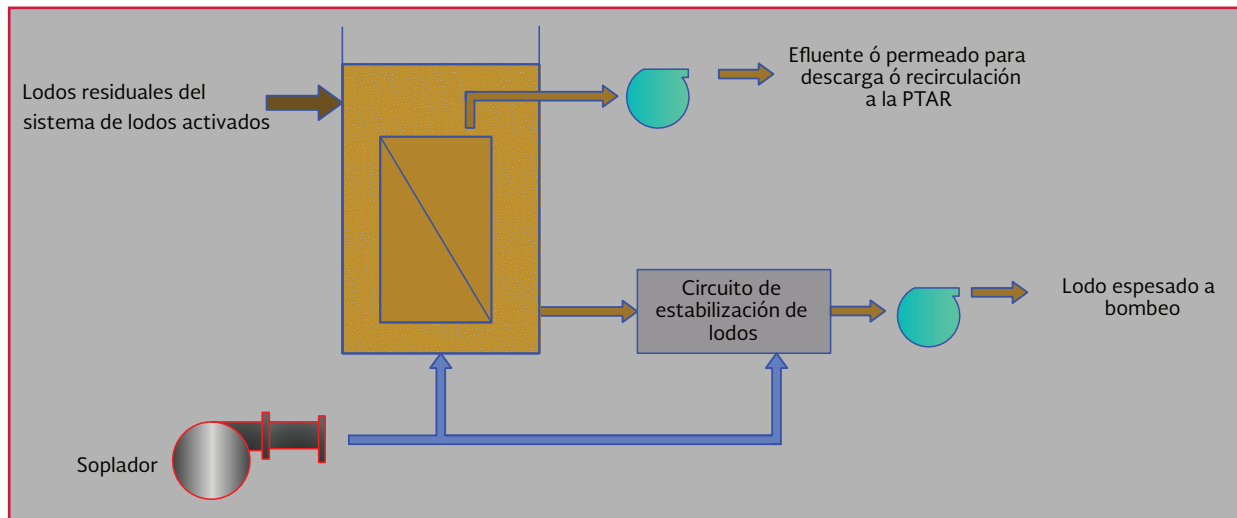 Lodos residuales del
sistema de lodos activados
Efluente ó permeado para
descarga ó recirculación
a la PTAR
Circuito de
estabilización de
lodos
Lodo espesado a
bombeo
Soplador